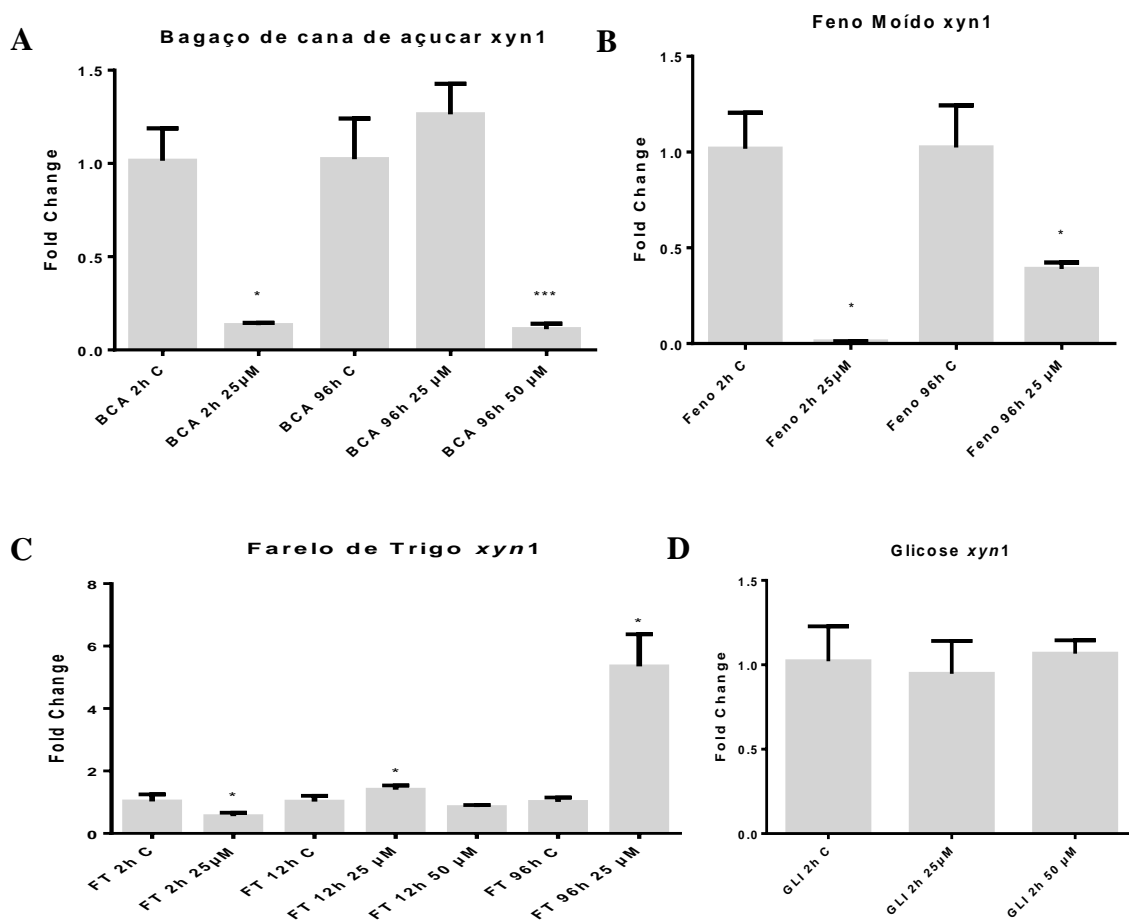 A
Bagaço de cana de açucar xyn1
Fold Change
1.5
1.0
0.5
0.0
*
***
BCA 2h C
BCA 2h 25µM
BCA 96h C
BCA 96h 25 µM
BCA 96h 50 µM
B
Feno Moído xyn1
Fold Change
1.5
1.0
0.5
0.0
*
*
Feno 2h C
Feno 2h 25µM
Feno 96h C
Feno 96h 25 µM
C
Farelo de Trigo xyn1
Fold Change
8
6
4
2
0
*
*
*
FT 2h C
FT 2h 25µM
FT 12h C
FT 12h 25 µM
FT 12h 50 µM
FT 96h C
FT 96h 25 µM
D
Glicose xyn1
Fold Change
1.5
1.0
0.5
0.0
GLI 2h C
GLI 2h 25µM
GLI 2h 50 µM